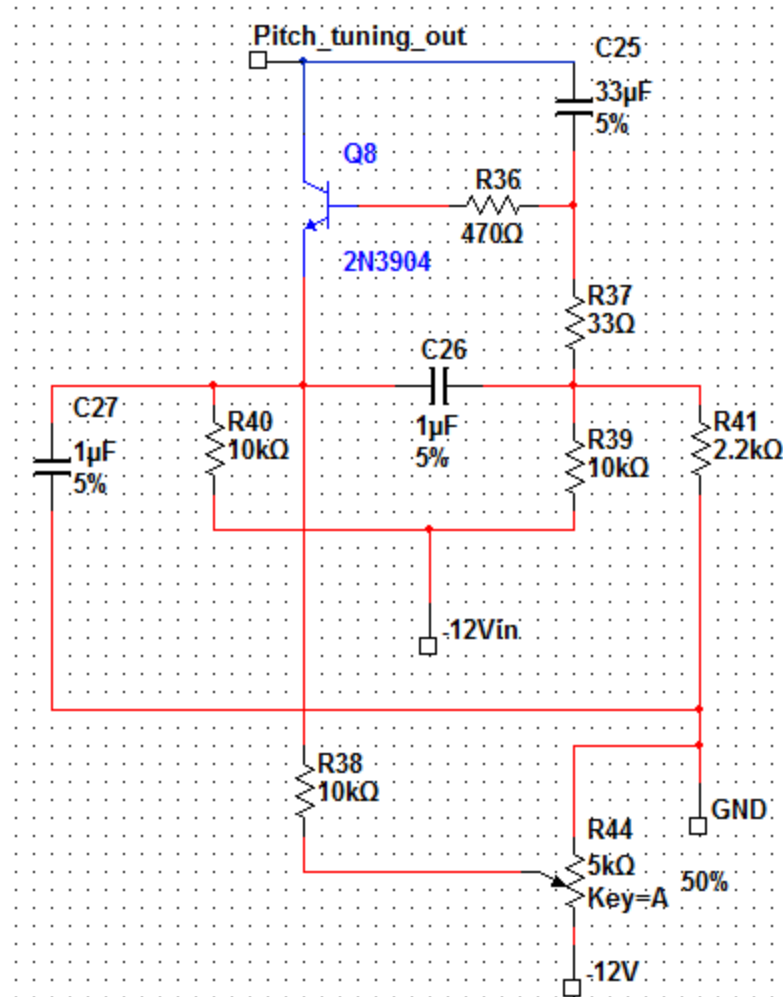 Pitch_tuning_out
C25
33µF
5%
Q8
R36
470Ω
2N3904
R37
33Ω
C26
1µF
5%
C27
1µF
5%
R40
10kΩ
R39
10kΩ
R41
2.2kΩ
-12Vin
R38
10kΩ
GND
R44
5kΩ
50%
Key=A
-12V